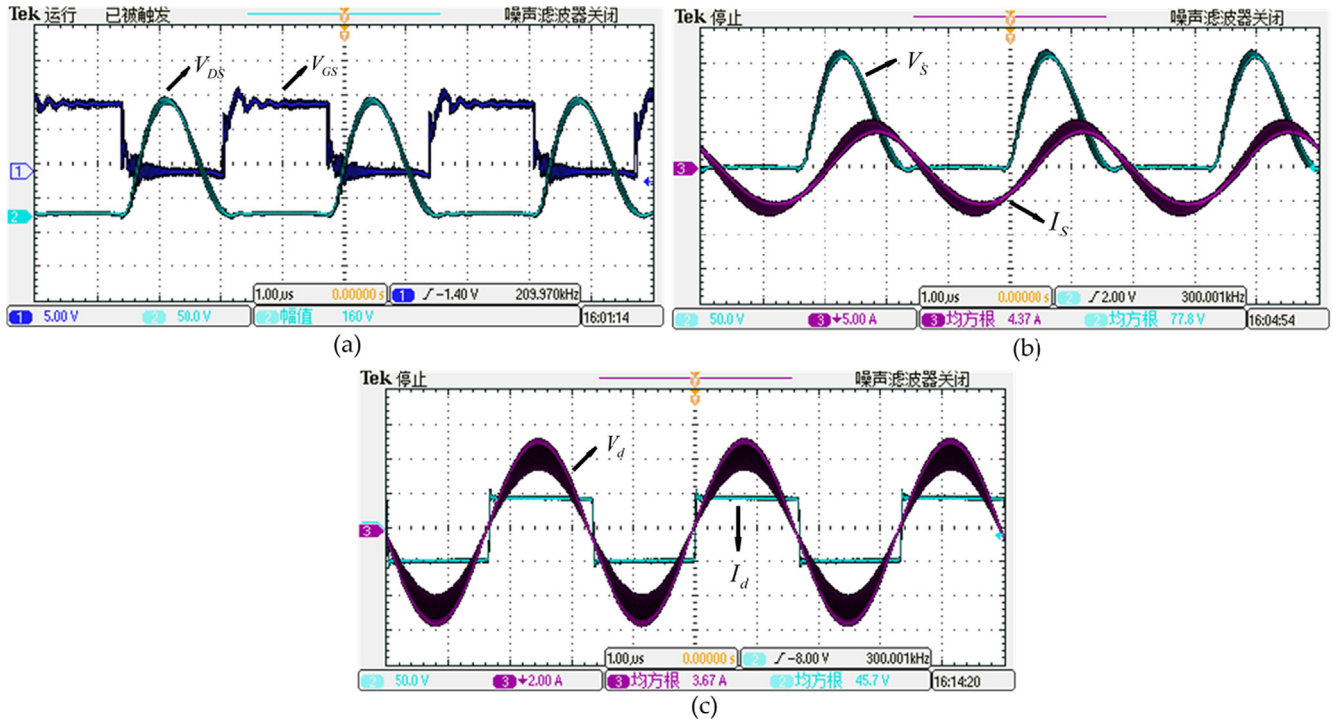 Tek 运行 已被触发 噪声滤波器关闭
T
T
V_DS V_GS
1
2
1.00μs 0.00000 s 1 -1.40 V 209.970kHz
1 5.00 V 2 50.0 V 2 幅值 160 V 16:01:14
(a)
Tek 停止 噪声滤波器关闭
T
T
V_S
3
I_S
1.00μs 0.00000 s 2 2.00 V 300.001kHz
2 50.0 V 3 5.00 A 3 均方根 4.37 A 2 均方根 77.8 V 16:04:54
(b)
Tek 停止 噪声滤波器关闭
T
T
V_d
3
I_d
1.00μs 0.00000 s 2 -8.00 V 300.001kHz
2 50.0 V 3 2.00 A 3 均方根 3.67 A 2 均方根 45.7 V 16:14:20
(c)